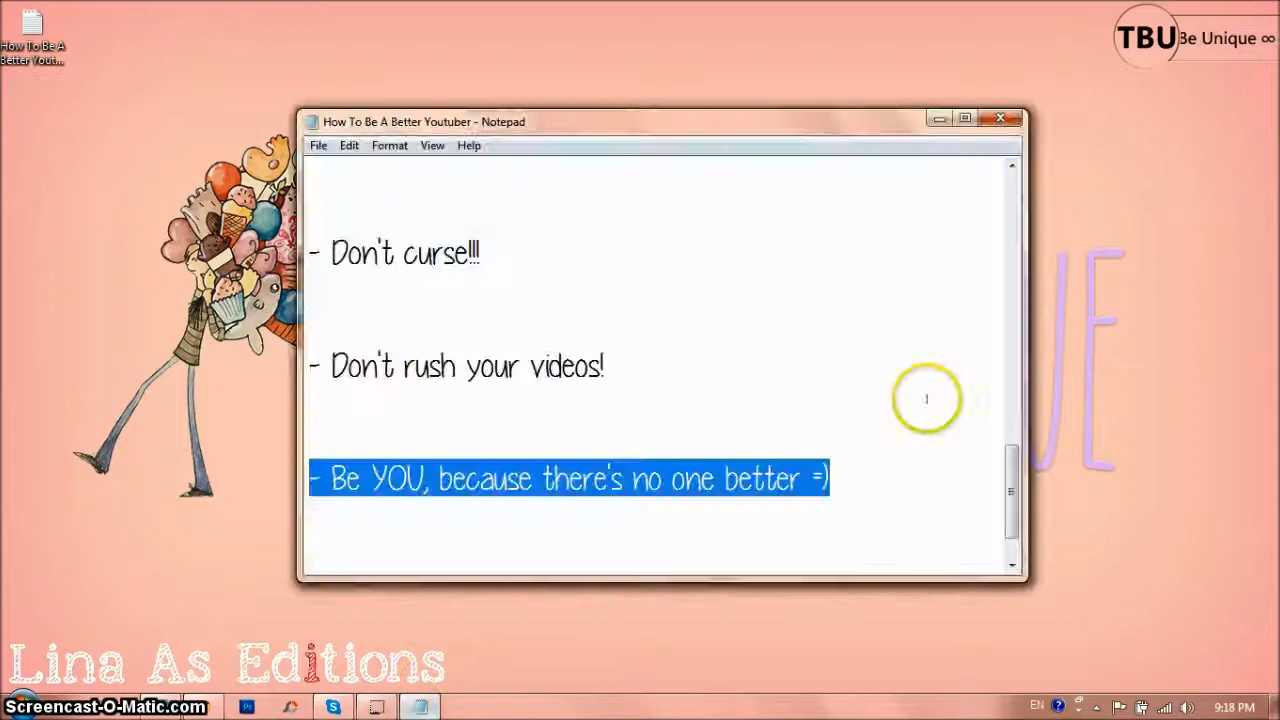 How To Be A
Better Yout...
TBU
Be Unique ∞
How To Be A Better Youtuber - Notepad
File Edit Format View Help
- Don't curse!!!
- Don't rush your videos!
- Be YOU, because there's no one better =)
UE
Lina As Editions
Screencast-O-Matic.com
Ps
EN
9:18 PM